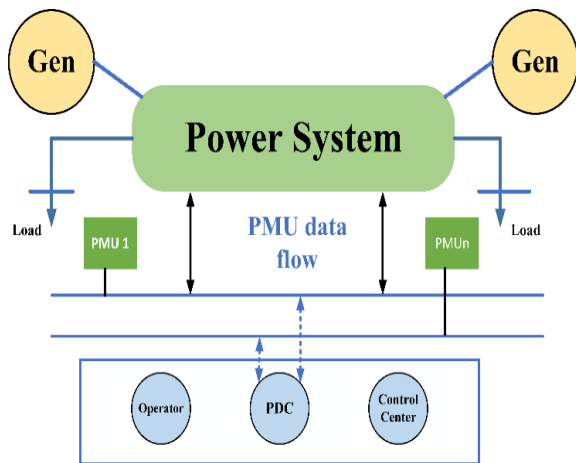 Gen
Gen
Power System
Load
Load
PMU 1
PMU data
flow
PMUn
Operator
PDC
Control
Center